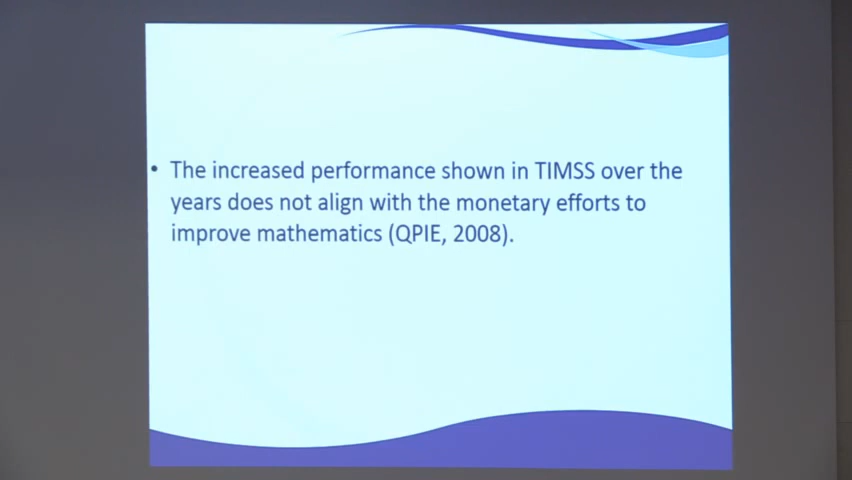 • The increased performance shown in TIMSS over the
years does not align with the monetary efforts to
improve mathematics (QPIE, 2008).